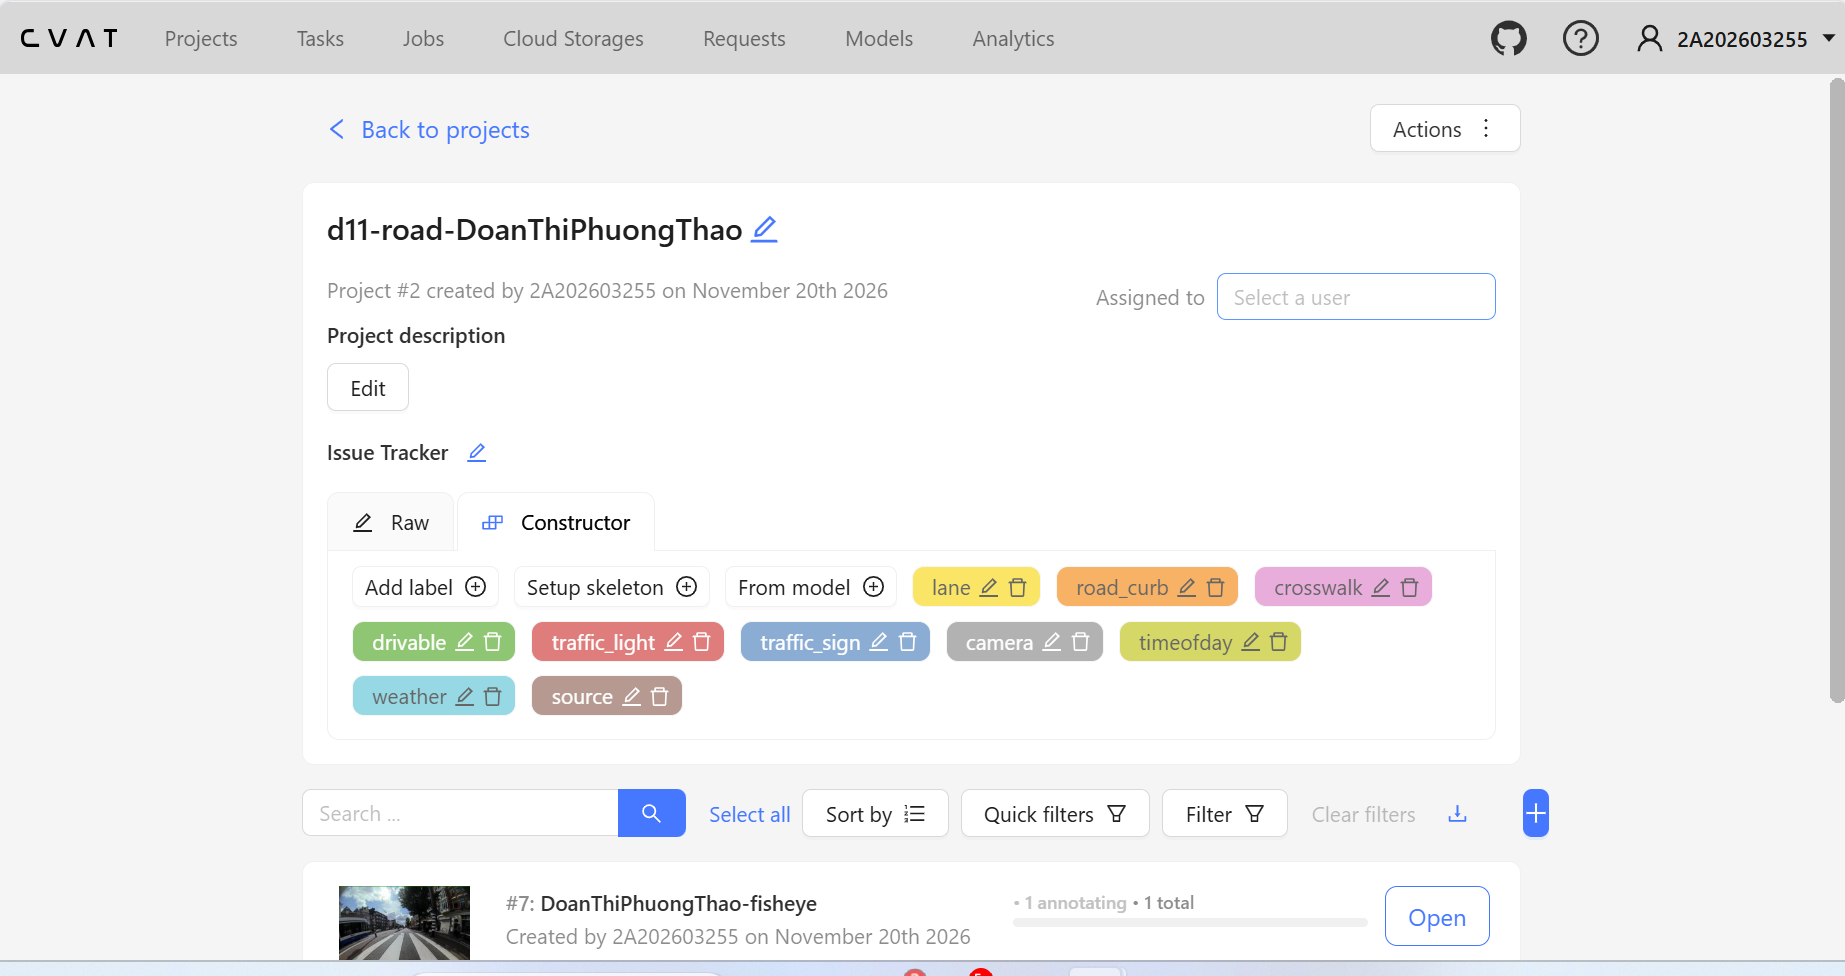 CVAT Projects Tasks Jobs Cloud Storages Requests Models Analytics 2A202603255
Back to projects
Actions
d11-road-DoanThiPhuongThao
Project #2 created by 2A202603255 on November 20th 2026
Assigned to Select a user
Project description
Edit
Issue Tracker
Raw Constructor
Add label Setup skeleton From model lane road_curb crosswalk
drivable traffic_light traffic_sign camera timeofday
weather source
Search ... Select all Sort by Quick filters Filter Clear filters
#7: DoanThiPhuongThao-fisheye • 1 annotating • 1 total
Created by 2A202603255 on November 20th 2026
Open